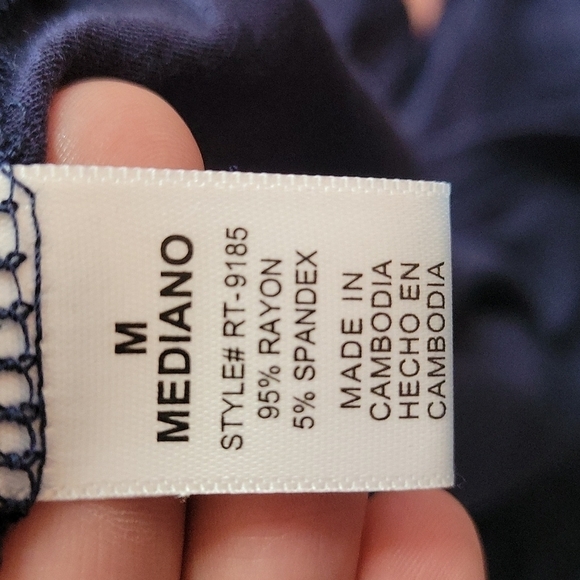 M
MEDIANO
STYLE# RT-9185
95% RAYON
5% SPANDEX
MADE IN
CAMBODIA
HECHO EN
CAMBODIA